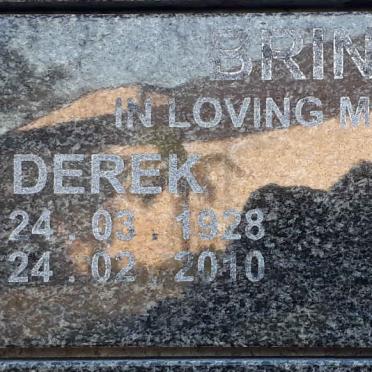 BRIN
IN LOVING M
DEREK
24 . 03 . 1928
24 . 02 . 2010